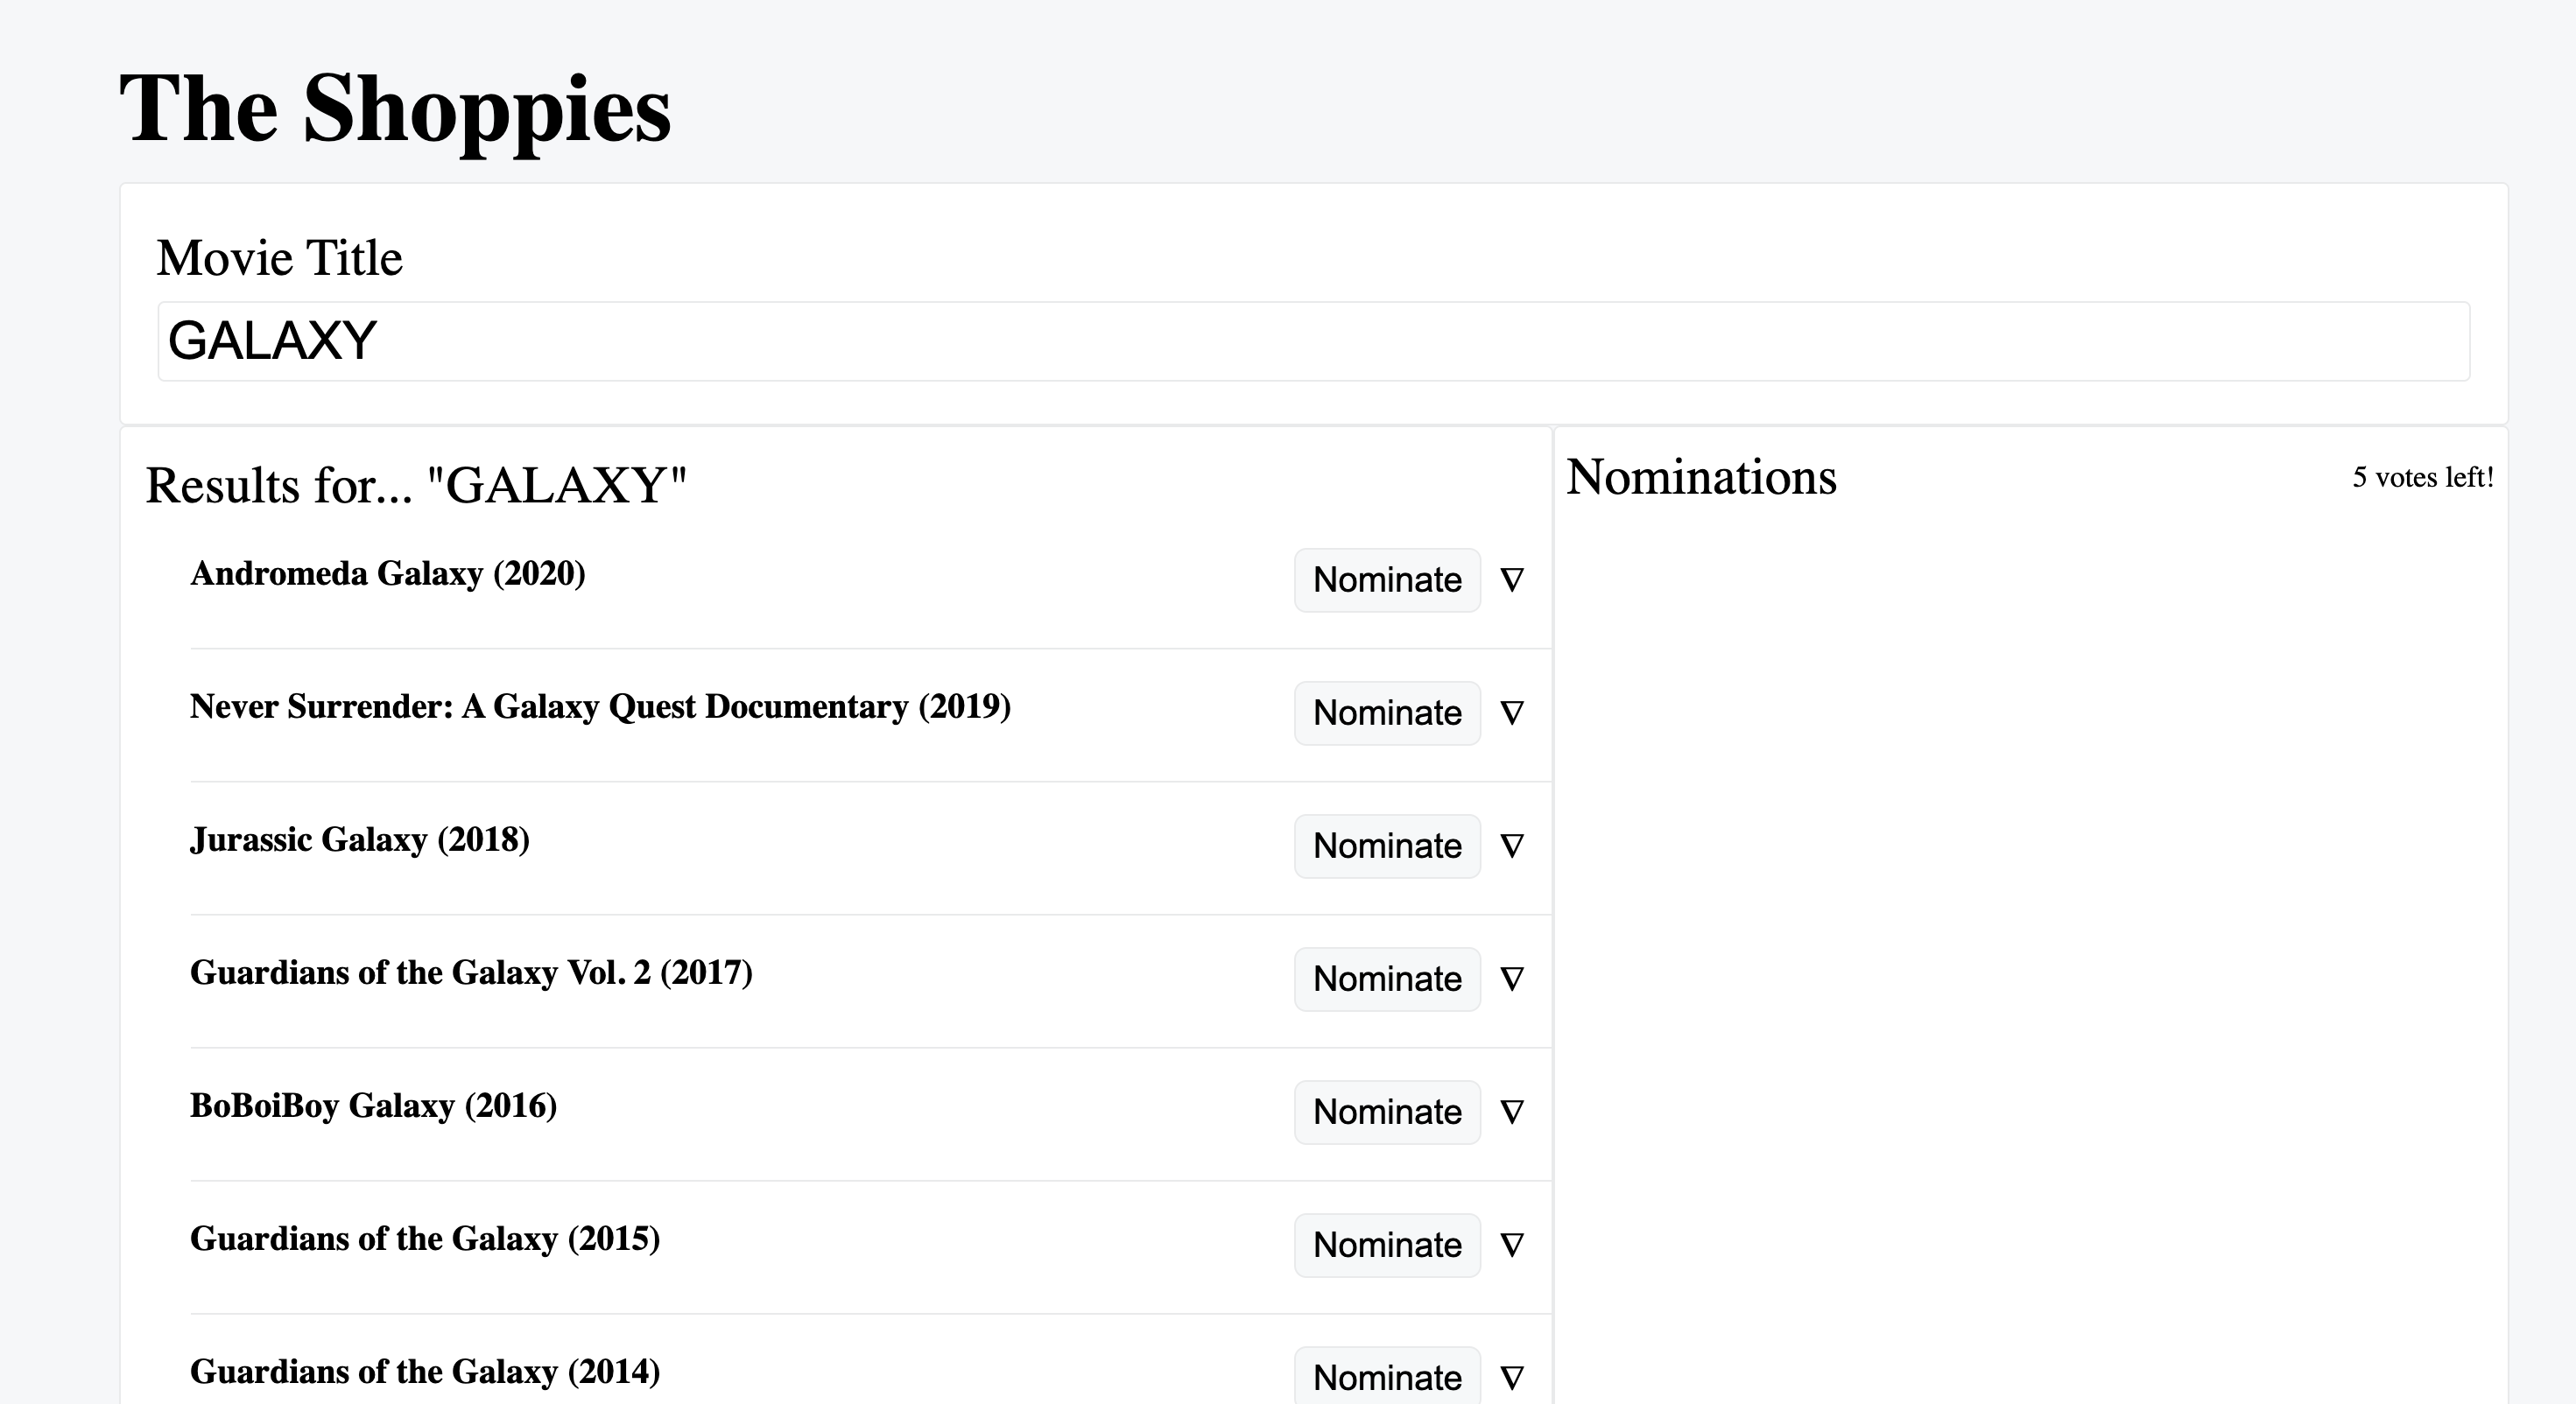 The Shoppies
Movie Title
GALAXY
Results for... "GALAXY"
Andromeda Galaxy (2020) Nominate ∇
Never Surrender: A Galaxy Quest Documentary (2019) Nominate ∇
Jurassic Galaxy (2018) Nominate ∇
Guardians of the Galaxy Vol. 2 (2017) Nominate ∇
BoBoiBoy Galaxy (2016) Nominate ∇
Guardians of the Galaxy (2015) Nominate ∇
Guardians of the Galaxy (2014) Nominate ∇
Nominations 5 votes left!